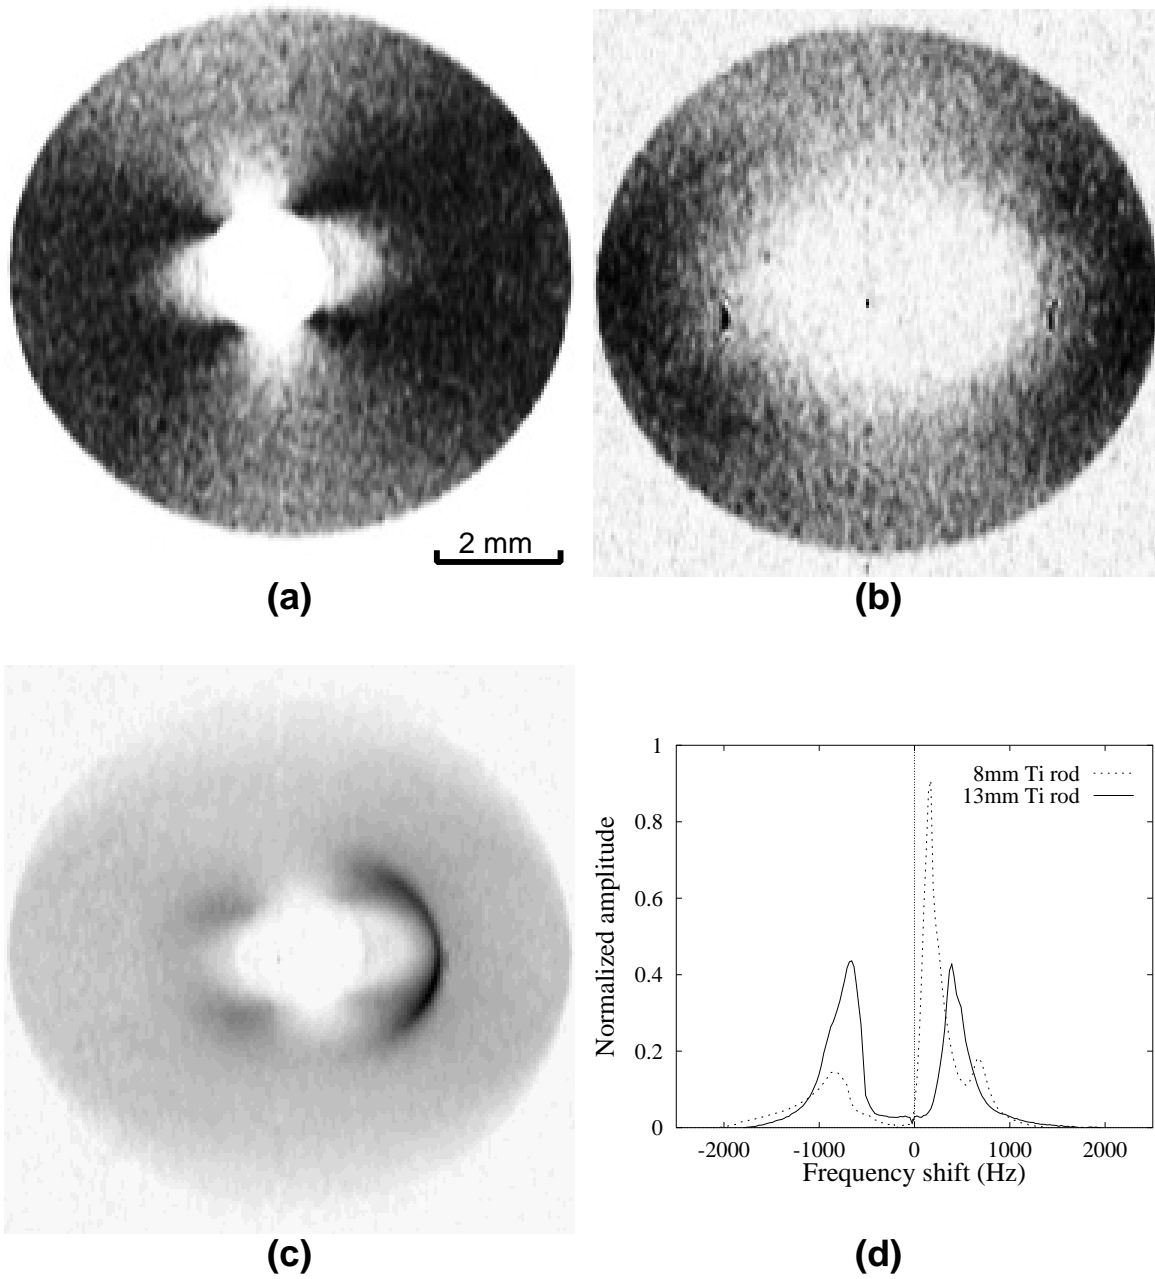 2 mm
(a)
(b)
(c)
1
0.8
0.6
0.4
0.2
0
Normalized amplitude
8mm Ti rod
13mm Ti rod
-2000
-1000
0
1000
2000
Frequency shift (Hz)
(d)